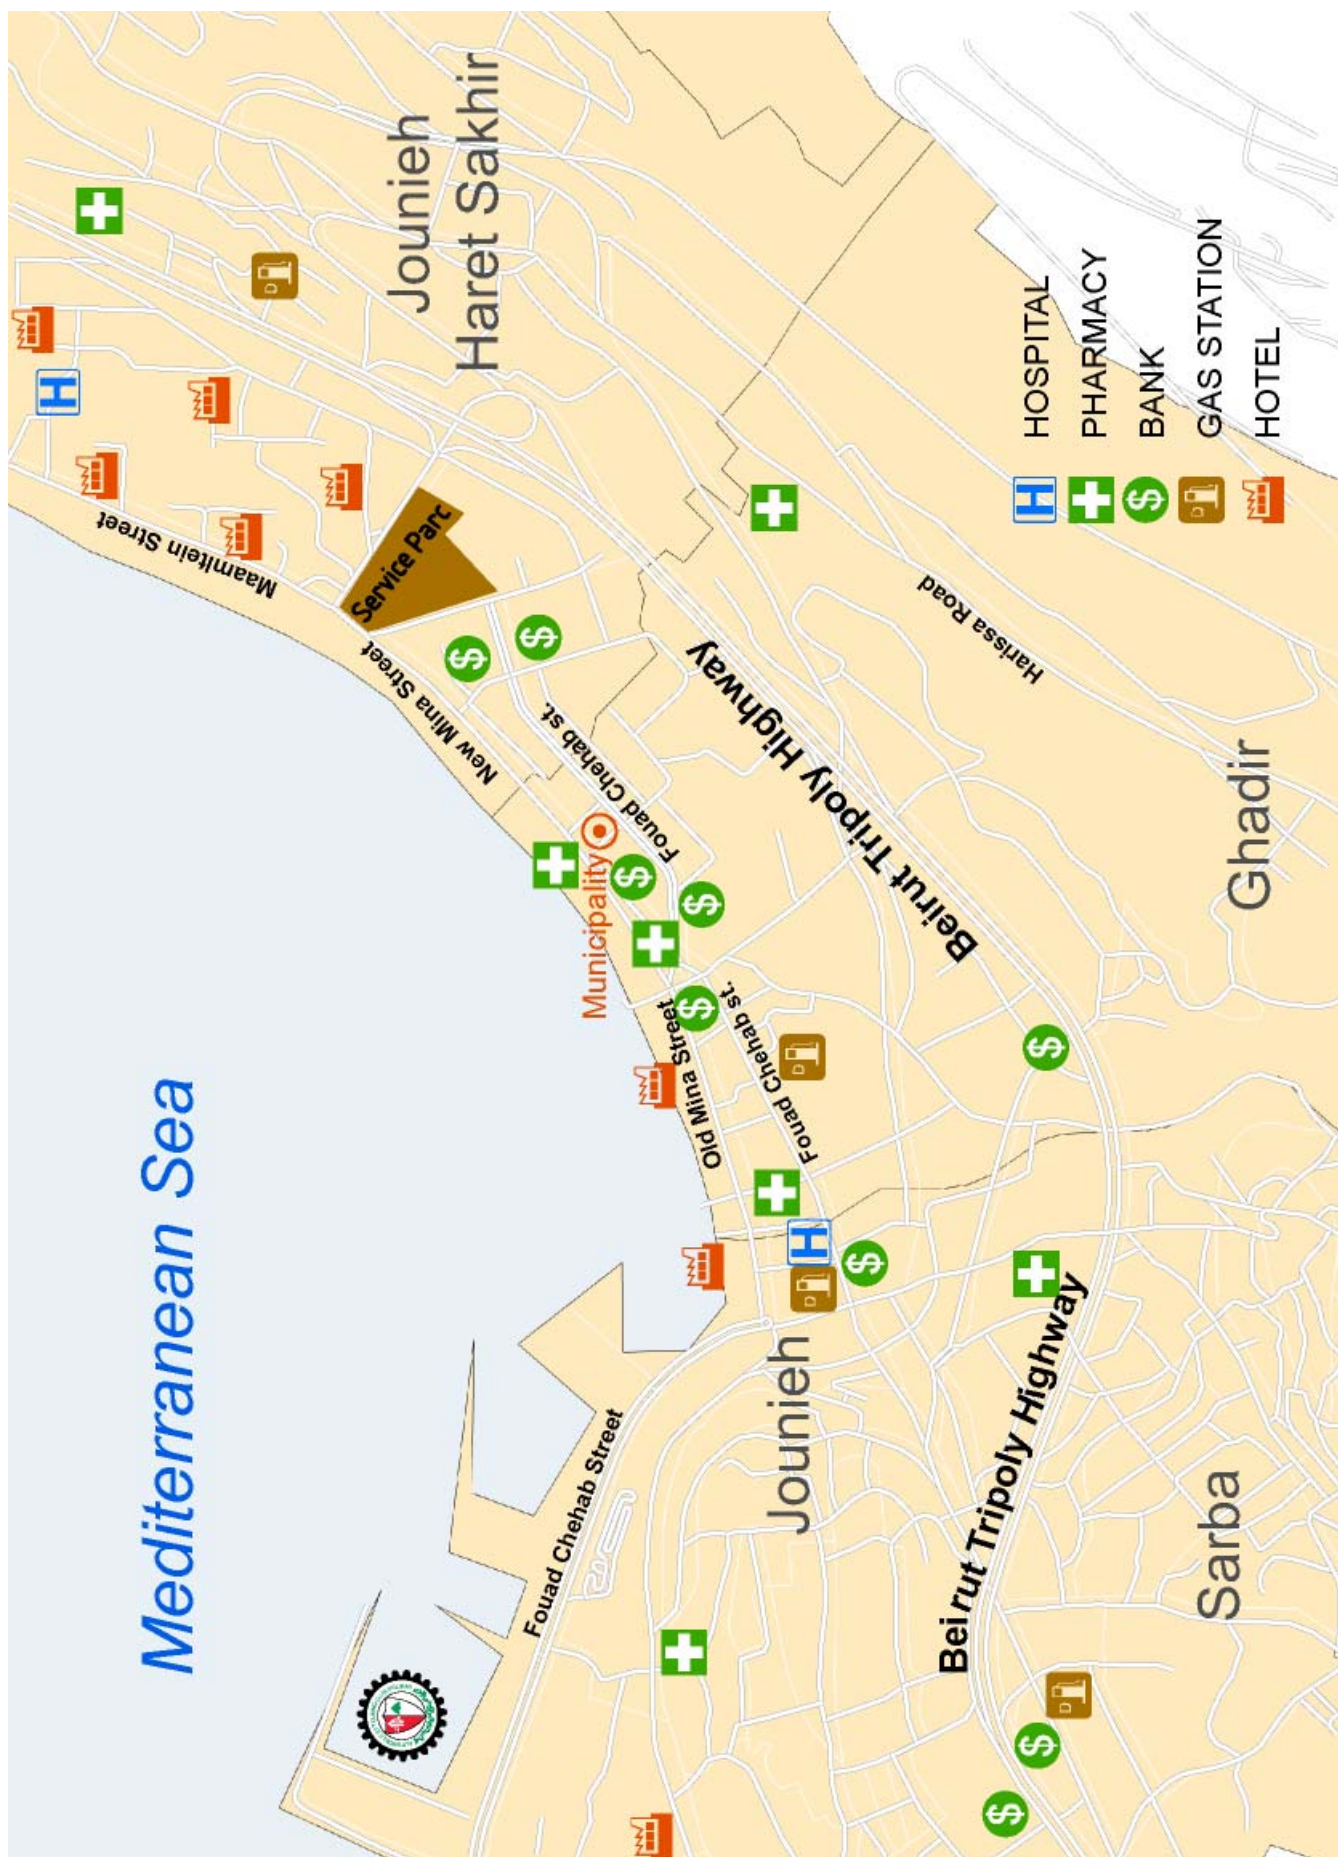 Mediterranean Sea
Jounieh
Haret Sakhir
Maamltein Street
Service Parc
New Mina Street
Fouad Chehab st.
Municipality
Old Mina Street
Fouad Chehab st.
Beirut Tripoly Highway
Harissa Road
Ghadir
Fouad Chehab Street
Jounieh
Beirut Tripoly Highway
Sarba
H
H
H HOSPITAL
PHARMACY
$ BANK
D GAS STATION
HOTEL
$
$
$
$
$
$
$
$
$
D
D
D
D